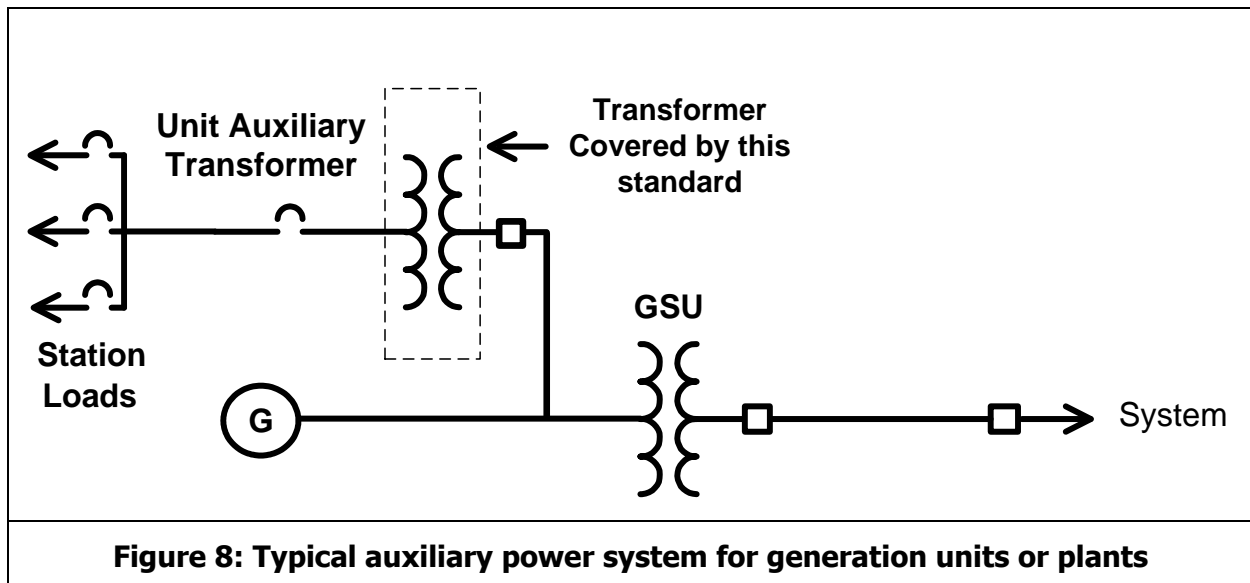 Unit Auxiliary
Transformer
Transformer
Covered by this
standard
Station
Loads
GSU
G
System
Figure 8: Typical auxiliary power system for generation units or plants